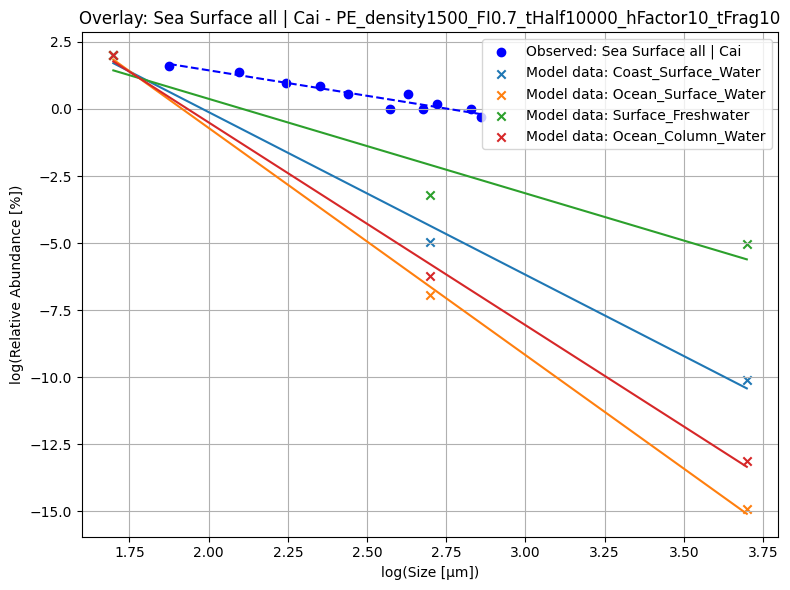 Overlay: Sea Surface all | Cai - PE_density1500_FI0.7_tHalf10000_hFactor10_tFrag10
Observed: Sea Surface all | Cai
Model data: Coast_Surface_Water
Model data: Ocean_Surface_Water
Model data: Surface_Freshwater
Model data: Ocean_Column_Water
log(Relative Abundance [%])
2.5
0.0
−2.5
−5.0
−7.5
−10.0
−12.5
−15.0
1.75 2.00 2.25 2.50 2.75 3.00 3.25 3.50 3.75
log(Size [μm])